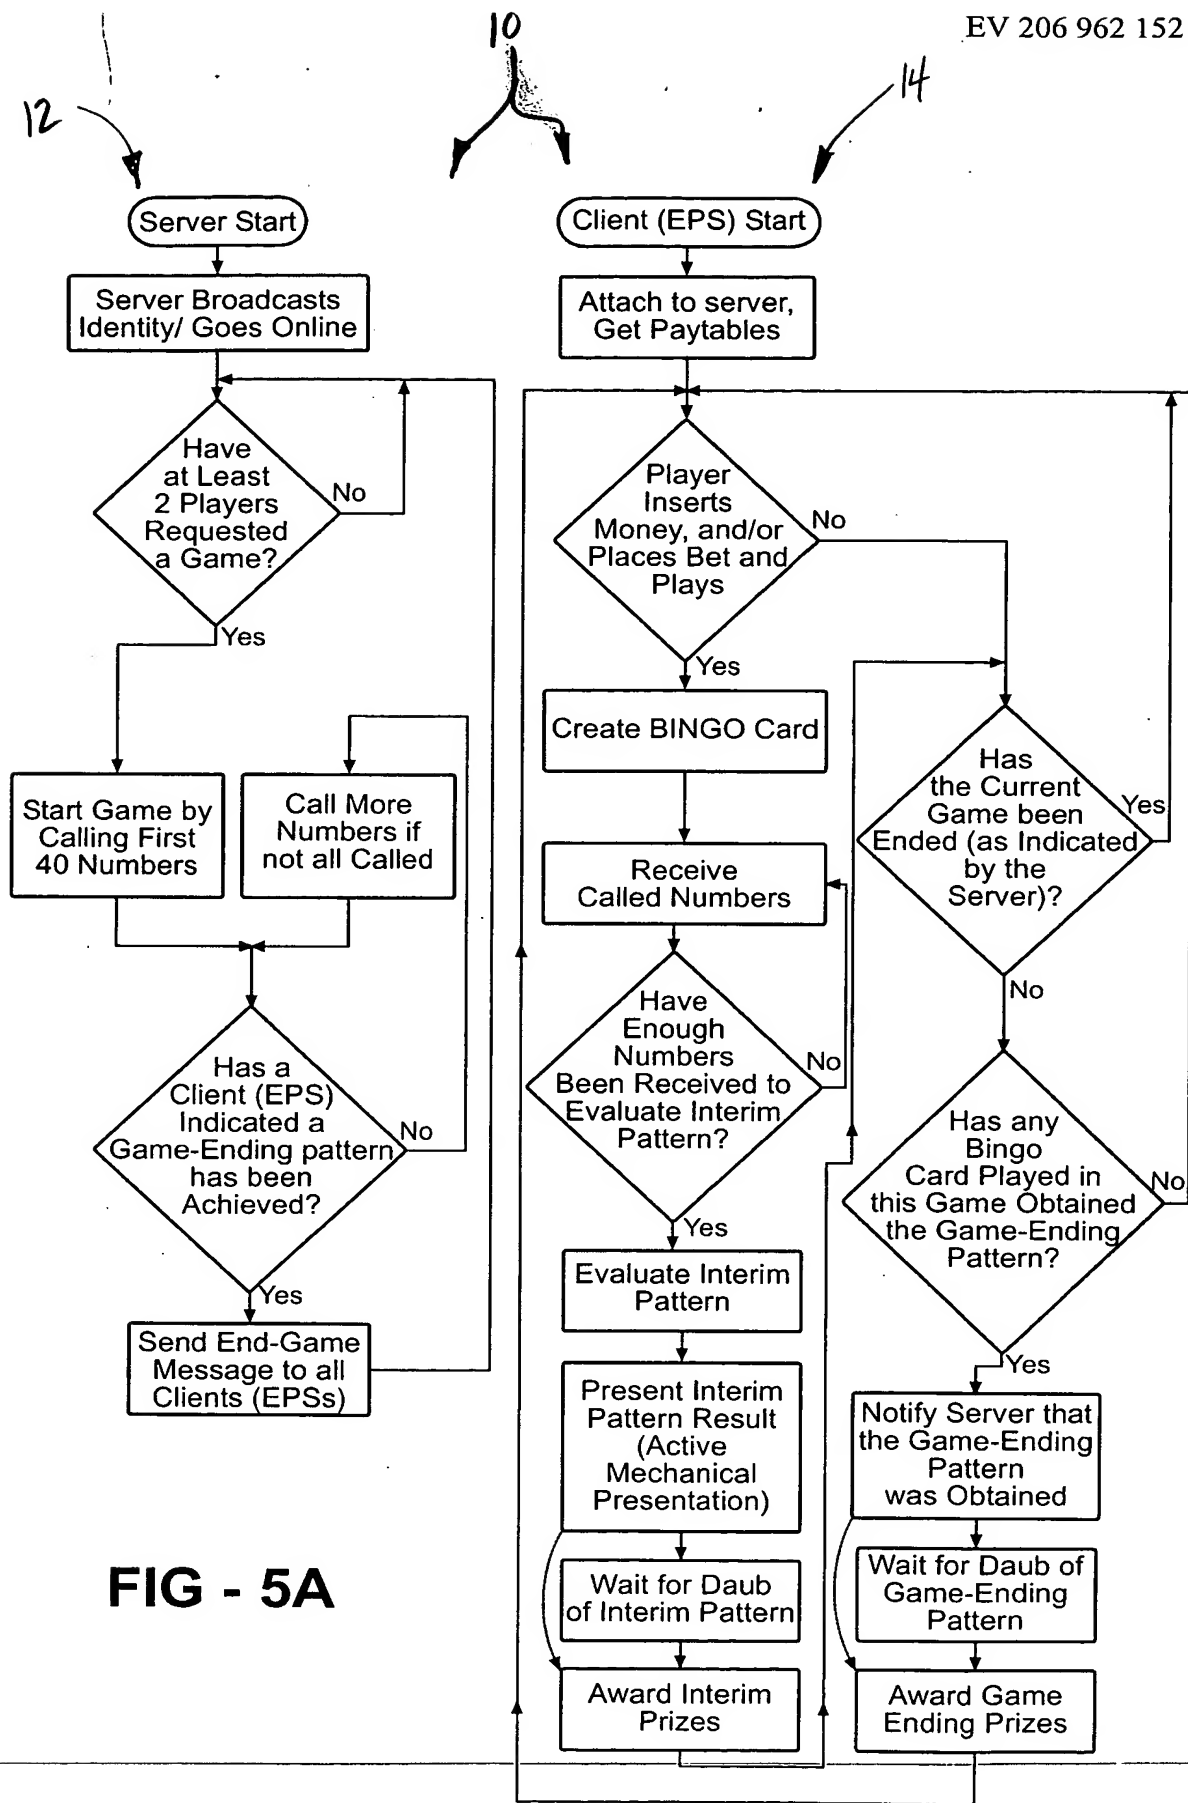 10
EV 206 962 152
12
14
Server Start
Server Broadcasts
Identity/ Goes Online
Have
at Least
2 Players
Requested
a Game?
No
Yes
Start Game by
Calling First
40 Numbers
Call More
Numbers if
not all Called
Has a
Client (EPS)
Indicated a
Game-Ending pattern
has been
Achieved?
No
Yes
Send End-Game
Message to all
Clients (EPSs)
Client (EPS) Start
Attach to server,
Get Paytables
Player
Inserts
Money, and/or
Places Bet and
Plays
No
Yes
Create BINGO Card
Receive
Called Numbers
Have
Enough
Numbers
Been Received to
Evaluate Interim
Pattern?
No
Yes
Evaluate Interim
Pattern
Present Interim
Pattern Result
(Active
Mechanical
Presentation)
Wait for Daub
of Interim Pattern
Award Interim
Prizes
Has
the Current
Game been
Ended (as Indicated
by the
Server)?
Yes
No
Has any
Bingo
Card Played in
this Game Obtained
the Game-Ending
Pattern?
No
Yes
Notify Server that
the Game-Ending
Pattern
was Obtained
Wait for Daub of
Game-Ending
Pattern
Award Game
Ending Prizes
FIG - 5A